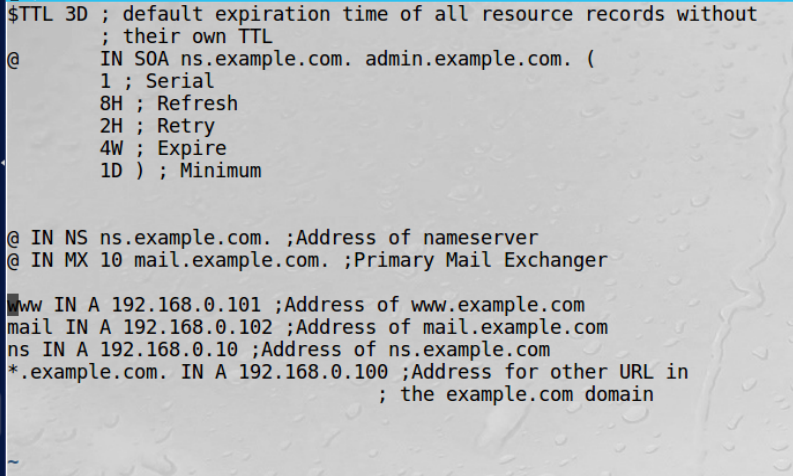 $TTL 3D ; default expiration time of all resource records without
; their own TTL
@ IN SOA ns.example.com. admin.example.com. (
1 ; Serial
8H ; Refresh
2H ; Retry
4W ; Expire
1D ) ; Minimum
@ IN NS ns.example.com. ;Address of nameserver
@ IN MX 10 mail.example.com. ;Primary Mail Exchanger
www IN A 192.168.0.101 ;Address of www.example.com
mail IN A 192.168.0.102 ;Address of mail.example.com
ns IN A 192.168.0.10 ;Address of ns.example.com
*.example.com. IN A 192.168.0.100 ;Address for other URL in
; the example.com domain
~